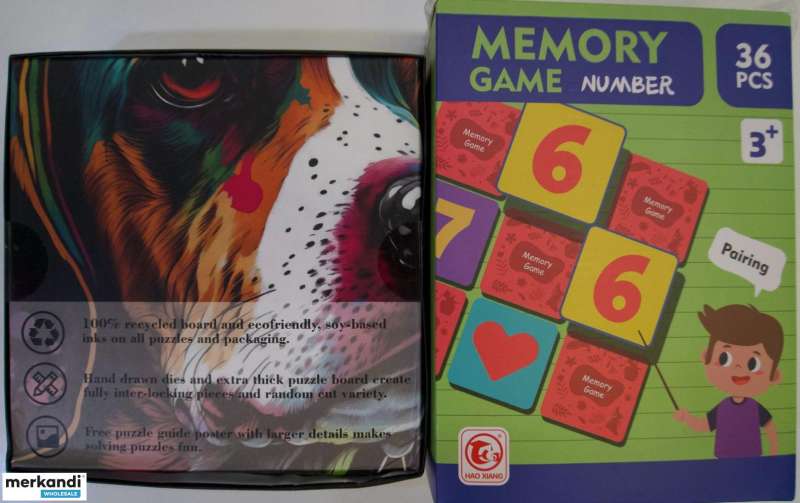 100% recycled board and ecofriendly, soy-based
inks on all puzzles and packaging.
Hand drawn dies and extra thick puzzle board create
fully inter-locking pieces and random cut variety.
Free puzzle guide poster with larger details makes
solving puzzles fun.
MEMORY
GAME NUMBER
36
PCS
3+
Memory
Game
6
Memory
Game
7
Memory
Game
6
Pairing
Memory
Game
HAO XIANG
merkandi
WHOLESALE